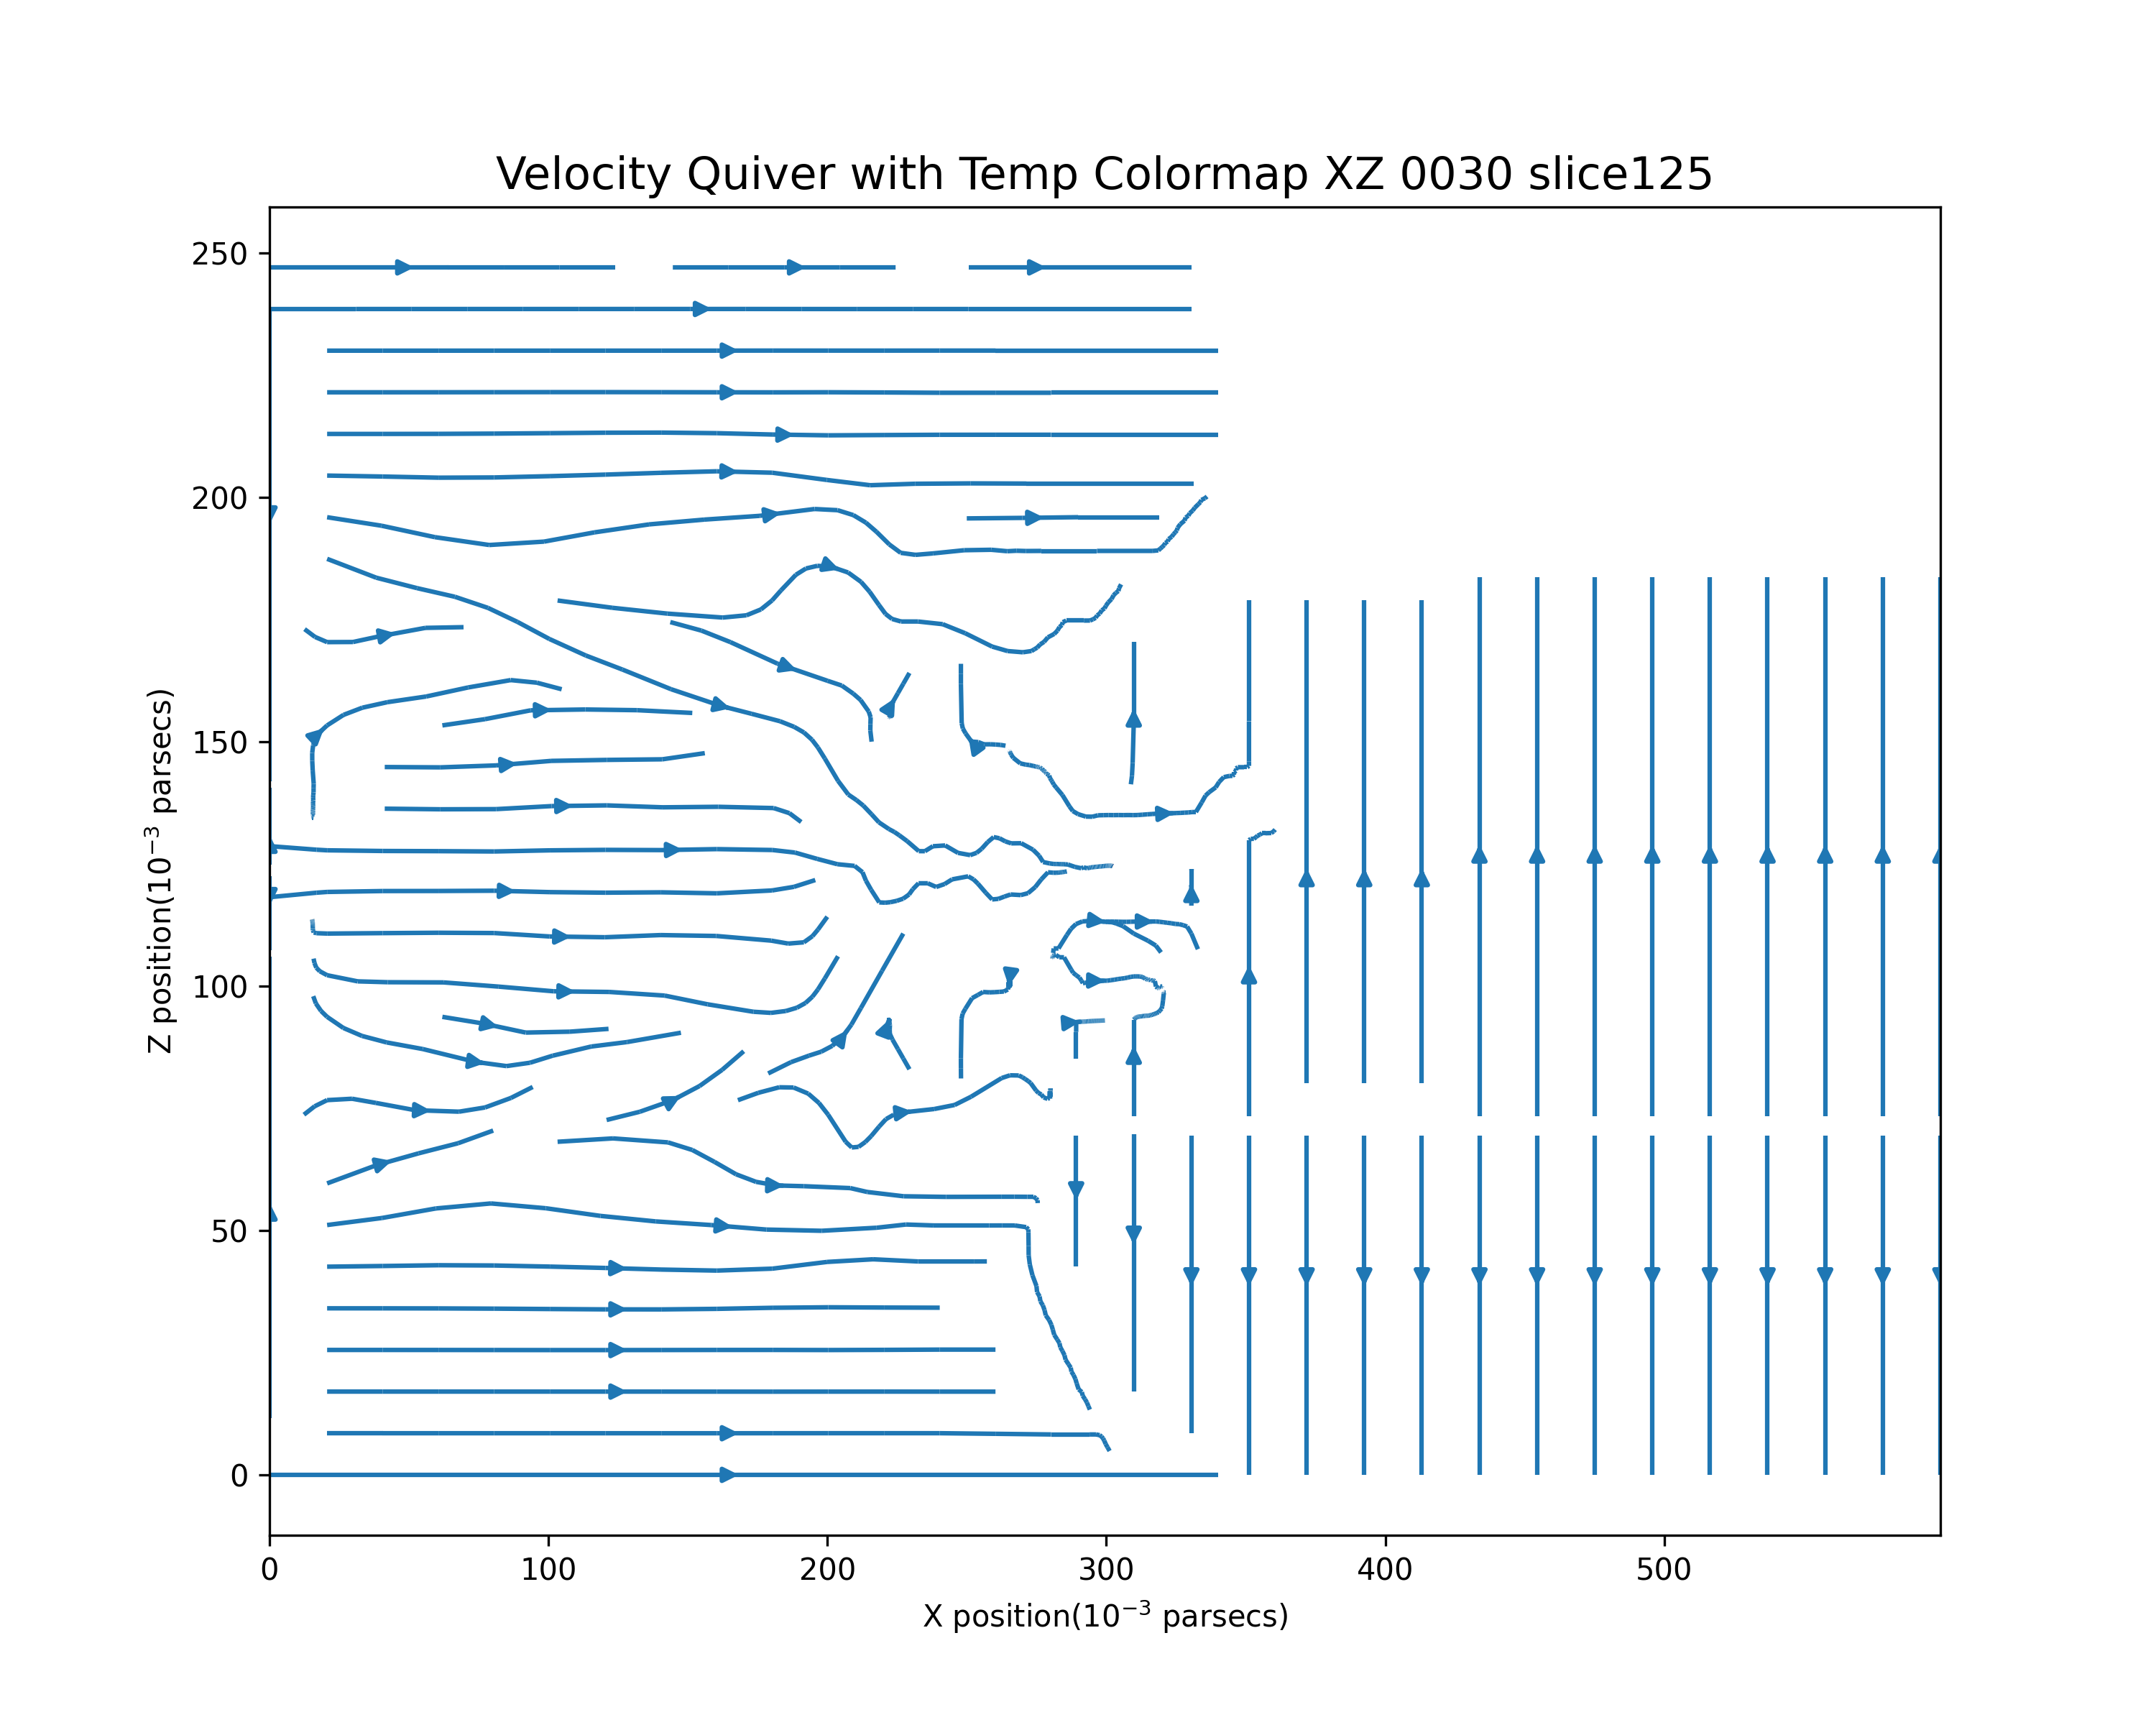 Velocity Quiver with Temp Colormap XZ 0030 slice125
250
200
150
100
50
0
Z position(10⁻³ parsecs)
0 100 200 300 400 500
X position(10⁻³ parsecs)